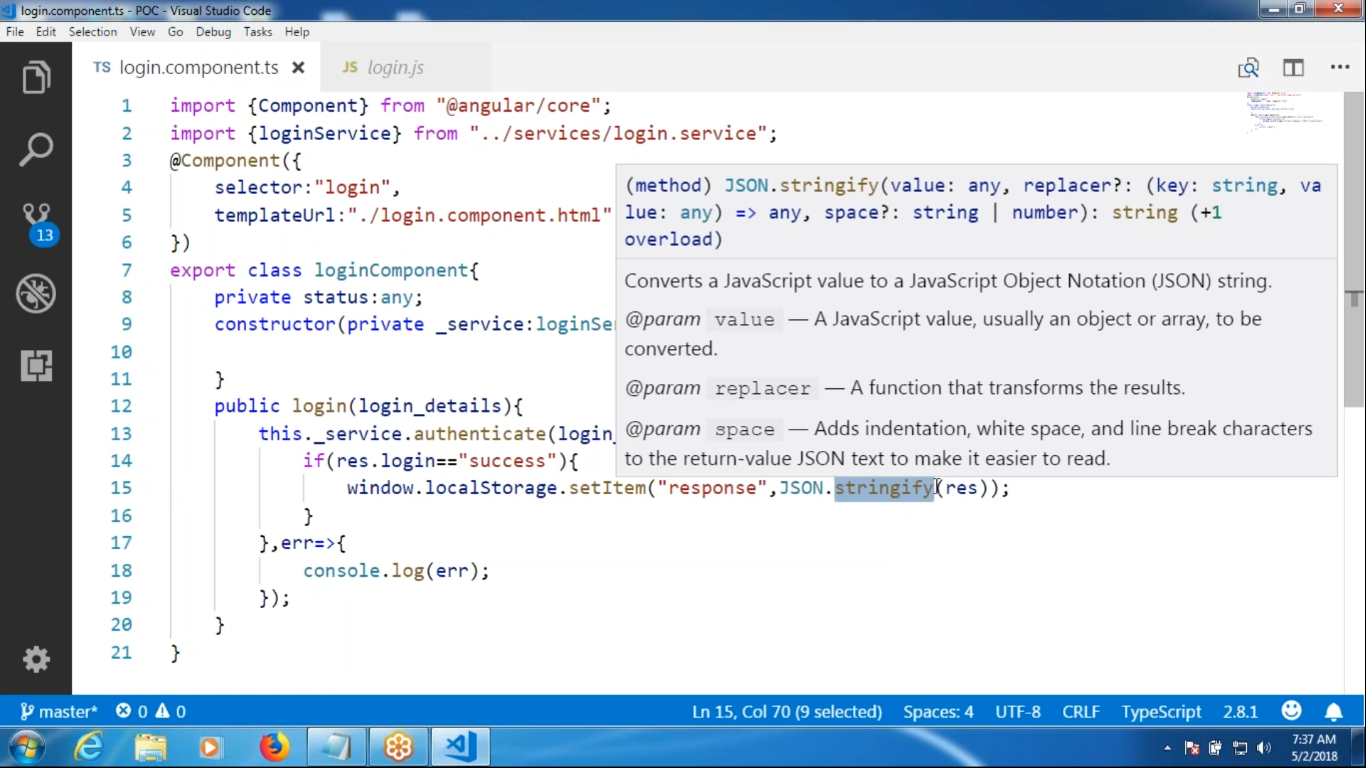 login.component.ts - POC - Visual Studio Code
File Edit Selection View Go Debug Tasks Help
TS login.component.ts JS login.js
1 import {Component} from "@angular/core";
2 import {loginService} from "../services/login.service";
3 @Component({
4 selector:"login",
5 templateUrl:"./login.component.html"
6 })
7 export class loginComponent{
8 private status:any;
9 constructor(private _service:loginSer
10
11 }
12 public login(login_details){
13 this._service.authenticate(login_
14 if(res.login=="success"){
15 window.localStorage.setItem("response",JSON.stringify(res));
16 }
17 },err=>{
18 console.log(err);
19 });
20 }
21 }
(method) JSON.stringify(value: any, replacer?: (key: string, va
lue: any) => any, space?: string | number): string (+1
overload)
Converts a JavaScript value to a JavaScript Object Notation (JSON) string.
@param value — A JavaScript value, usually an object or array, to be
converted.
@param replacer — A function that transforms the results.
@param space — Adds indentation, white space, and line break characters
to the return-value JSON text to make it easier to read.
13
master* 0 0 Ln 15, Col 70 (9 selected) Spaces: 4 UTF-8 CRLF TypeScript 2.8.1
7:37 AM
5/2/2018